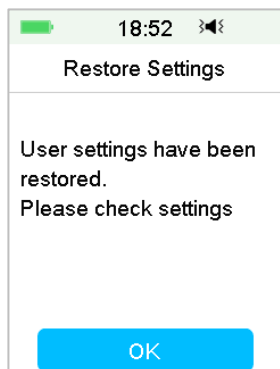 18:52
Restore Settings
User settings have been
restored.
Please check settings
OK